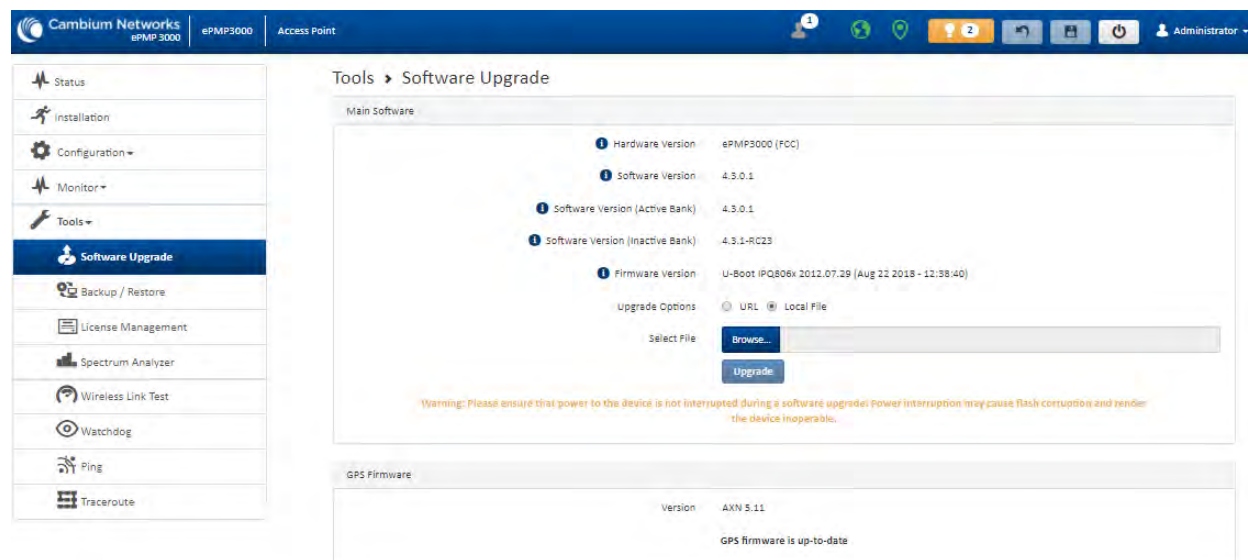 Cambium Networks
ePMP 3000
ePMP3000
Access Point
1
2
Administrator
Status
Installation
Configuration
Monitor
Tools
Software Upgrade
Backup / Restore
License Management
Spectrum Analyzer
Wireless Link Test
Watchdog
Ping
Traceroute
Tools > Software Upgrade
Main Software
Hardware Version ePMP3000 (FCC)
Software Version 4.3.0.1
Software Version (Active Bank) 4.3.0.1
Software Version (Inactive Bank) 4.3.1-RC23
Firmware Version U-Boot IPQ806x 2012.07.29 (Aug 22 2018 - 12:38:40)
Upgrade Options URL Local File
Select File Browse...
Upgrade
Warning: Please ensure that power to the device is not interrupted during a software upgrade. Power interruption may cause flash corruption and render
the device inoperable.
GPS Firmware
Version AXN 5.11
GPS firmware is up-to-date